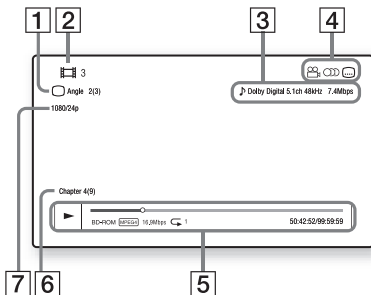 1 2 3 4
3
Angle 2(3)
Dolby Digital 5.1ch 48kHz 7.4Mbps
1080/24p
Chapter 4(9)
BD-ROM MPEG4 16,9Mbps 1 50:42:52/99:59:59
7 6 5